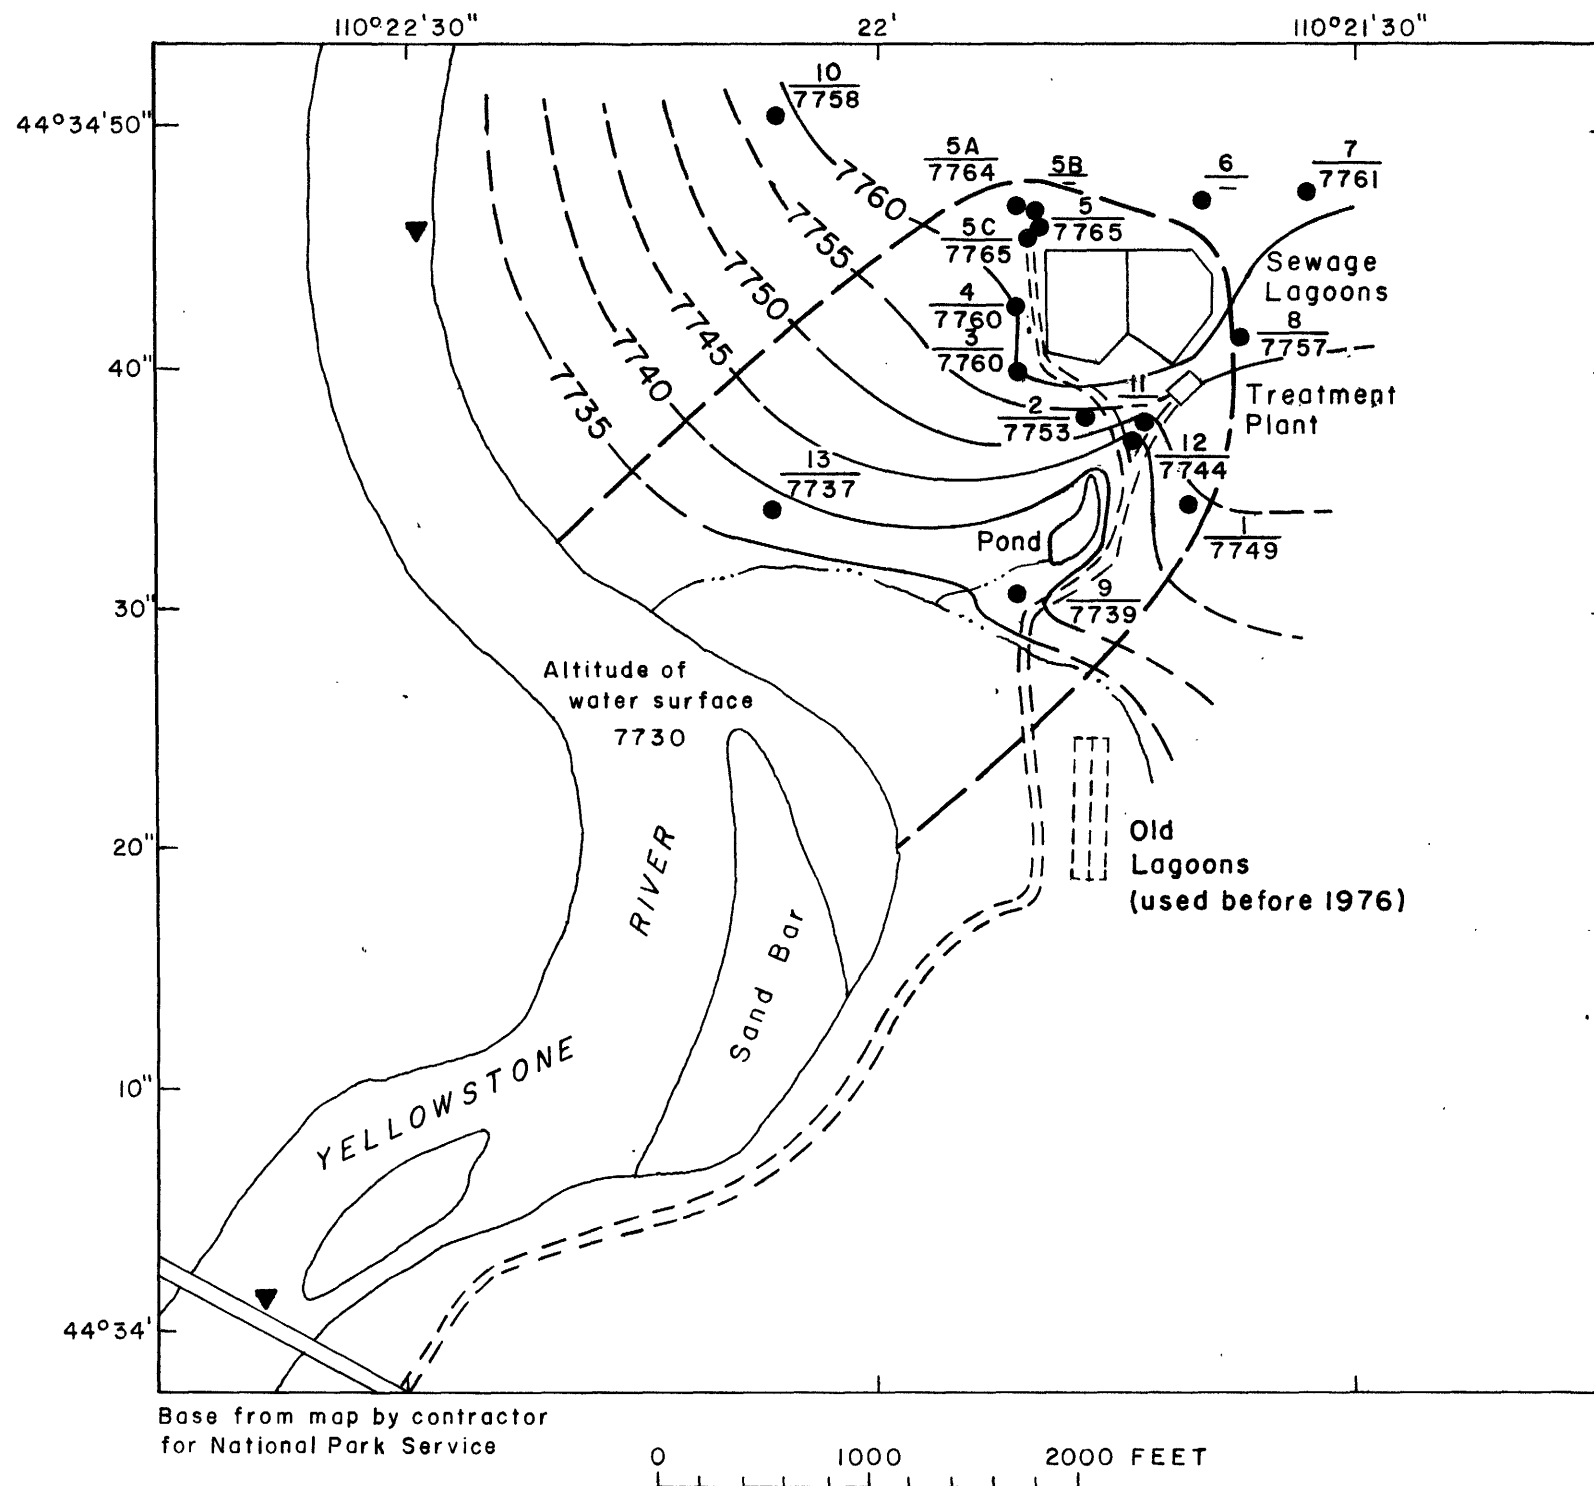 110°22'30"
22'
110°21'30"
44°34'50"
40"
30"
20"
10"
44°34'
10
7758
5A
7764
5B
—
6
—
7
7761
5
7765
5C
7765
7760
7755
7750
7745
7740
7735
4
7760
3
7760
Sewage
Lagoons
8
7757
11
—
Treatment
Plant
2
7753
12
7744
13
7737
Pond
1
7749
9
7739
Altitude of
water surface
7730
RIVER
Sand Bar
Old
Lagoons
(used before 1976)
YELLOWSTONE
Base from map by contractor
for National Park Service
0 1000 2000 FEET